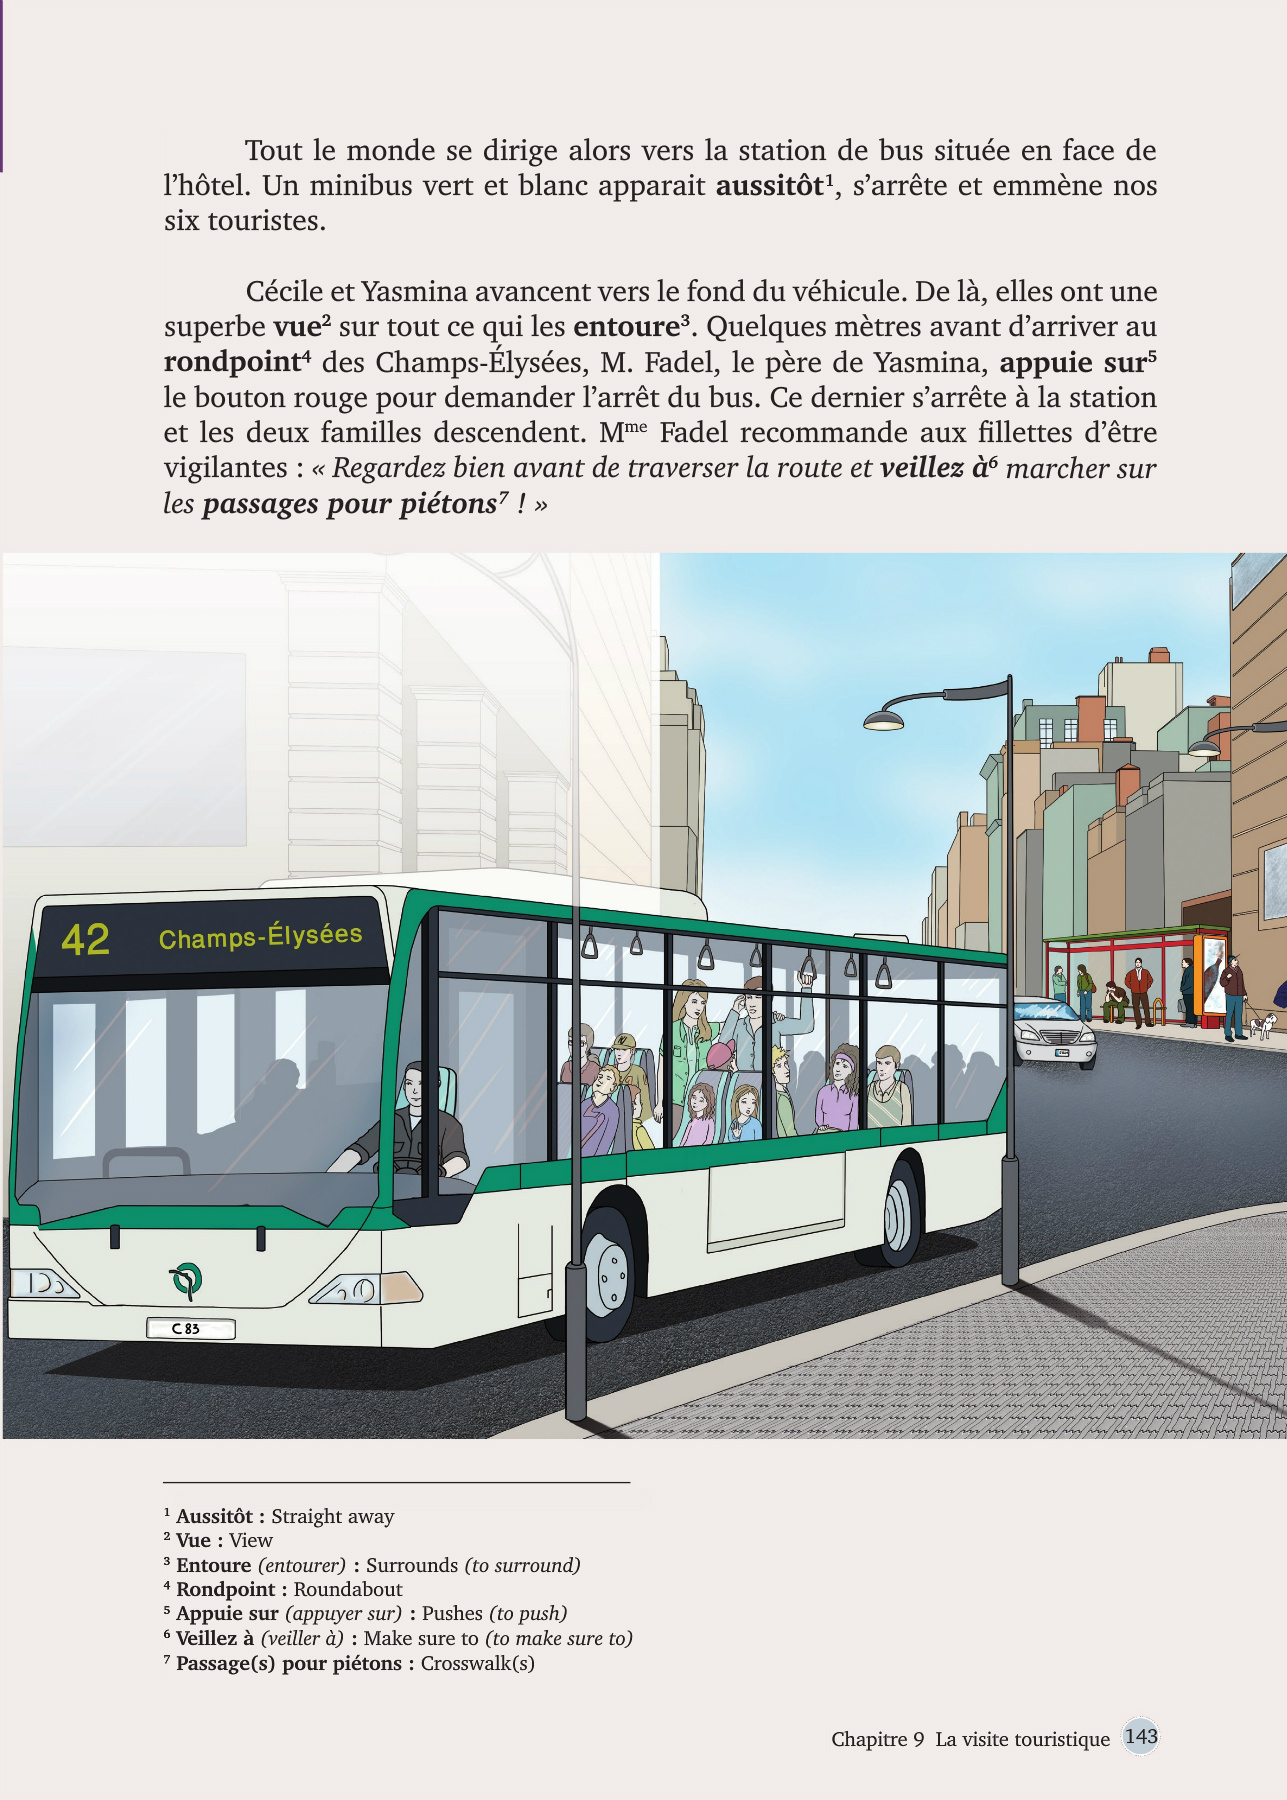 Tout le monde se dirige alors vers la station de bus située en face de
l’hôtel. Un minibus vert et blanc apparait aussitôt¹, s’arrête et emmène nos
six touristes.
Cécile et Yasmina avancent vers le fond du véhicule. De là, elles ont une
superbe vue² sur tout ce qui les entoure³. Quelques mètres avant d’arriver au
rondpoint⁴ des Champs-Élysées, M. Fadel, le père de Yasmina, appuie sur⁵
le bouton rouge pour demander l’arrêt du bus. Ce dernier s’arrête à la station
et les deux familles descendent. Mᵐᵉ Fadel recommande aux fillettes d’être
vigilantes : « Regardez bien avant de traverser la route et veillez à⁶ marcher sur
les passages pour piétons⁷ ! »
42 Champs-Élysées
C 83
¹ Aussitôt : Straight away
² Vue : View
³ Entoure (entourer) : Surrounds (to surround)
⁴ Rondpoint : Roundabout
⁵ Appuie sur (appuyer sur) : Pushes (to push)
⁶ Veillez à (veiller à) : Make sure to (to make sure to)
⁷ Passage(s) pour piétons : Crosswalk(s)
Chapitre 9 La visite touristique 143